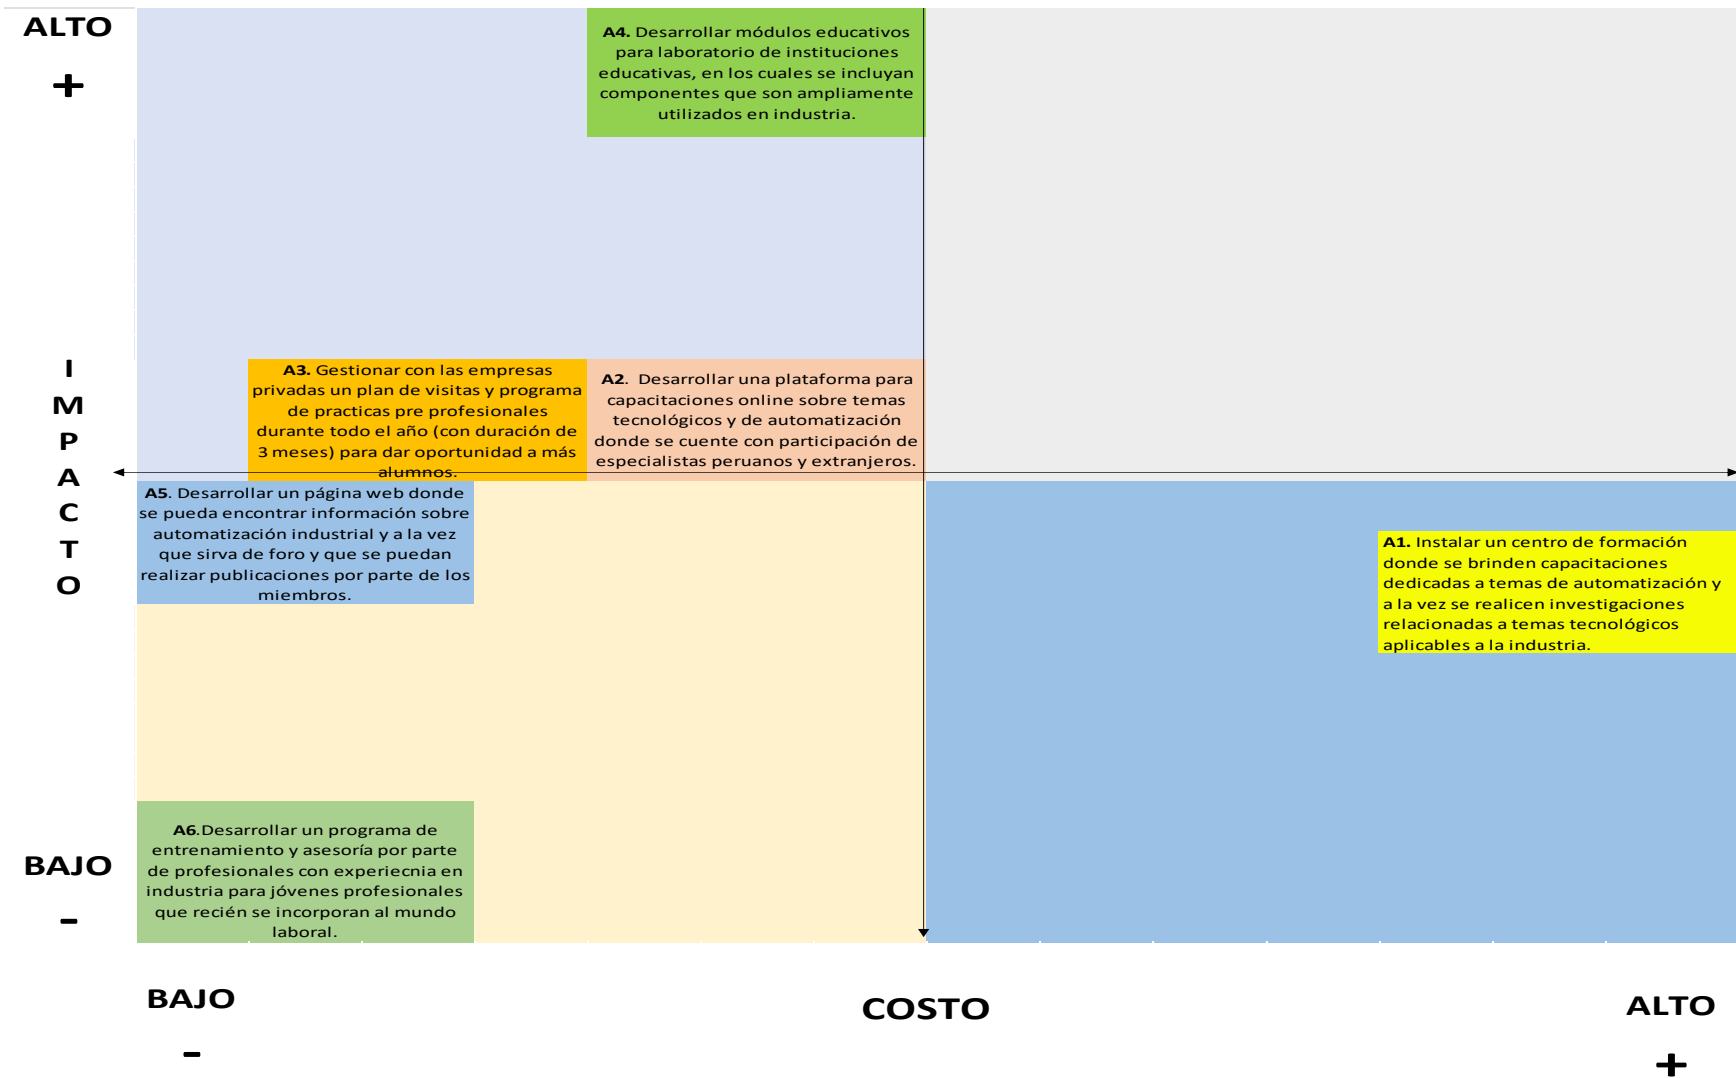 ALTO
+
A4. Desarrollar módulos educativos
para laboratorio de instituciones
educativas, en los cuales se incluyan
componentes que son ampliamente
utilizados en industria.
I
M
P
A
C
T
O
A3. Gestionar con las empresas
privadas un plan de visitas y programa
de practicas pre profesionales
durante todo el año (con duración de
3 meses) para dar oportunidad a más
alumnos.
A2. Desarrollar una plataforma para
capacitaciones online sobre temas
tecnológicos y de automatización
donde se cuente con participación de
especialistas peruanos y extranjeros.
A5. Desarrollar un página web donde
se pueda encontrar información sobre
automatización industrial y a la vez
que sirva de foro y que se puedan
realizar publicaciones por parte de los
miembros.
A1. Instalar un centro de formación
donde se brinden capacitaciones
dedicadas a temas de automatización y
a la vez se realicen investigaciones
relacionadas a temas tecnológicos
aplicables a la industria.
A6.Desarrollar un programa de
entrenamiento y asesoría por parte
de profesionales con experiecnia en
industria para jóvenes profesionales
que recién se incorporan al mundo
laboral.
BAJO
-
BAJO
-
COSTO
ALTO
+